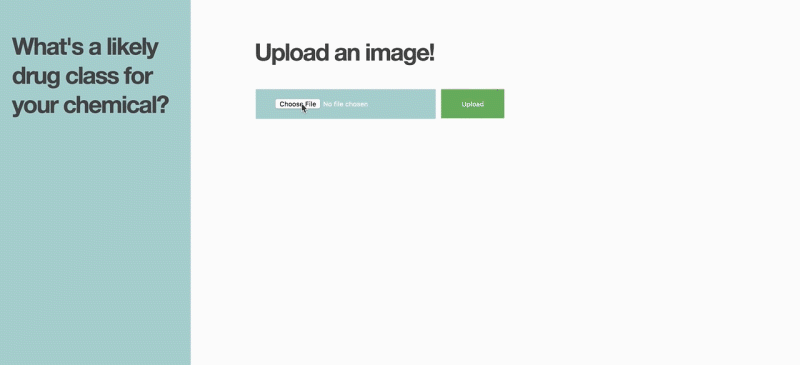 What's a likely
drug class for
your chemical?
Upload an image!
Choose File No file chosen
Upload